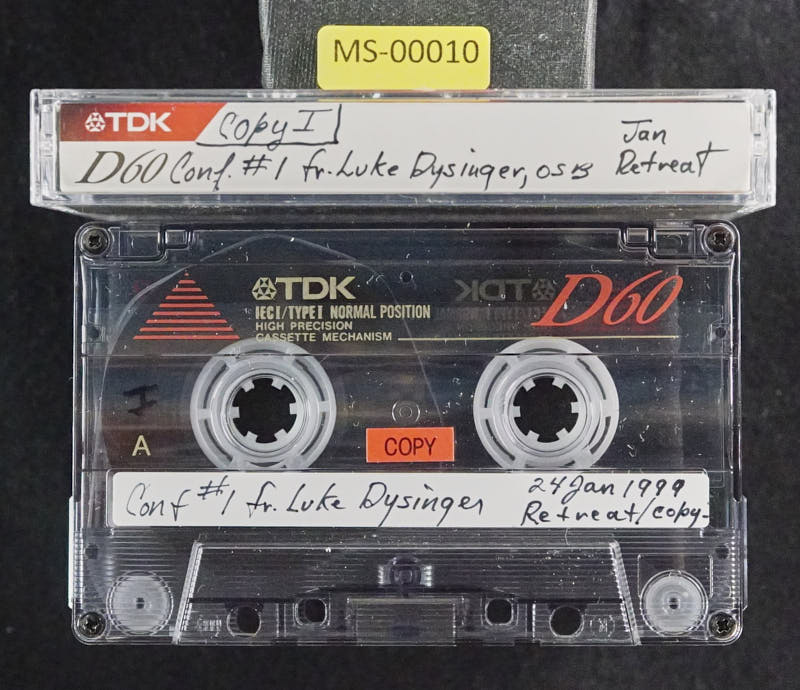 MS-00010
TDK Copy I
D60 Conf. #1 fr. Luke Dysinger, OSB
Jan
Retreat
TDK
D60
IEC I/TYPE I NORMAL POSITION
HIGH PRECISION
CASSETTE MECHANISM
A
COPY
Conf #1 fr. Luke Dysinger
24 Jan 1999
Retreat/copy-